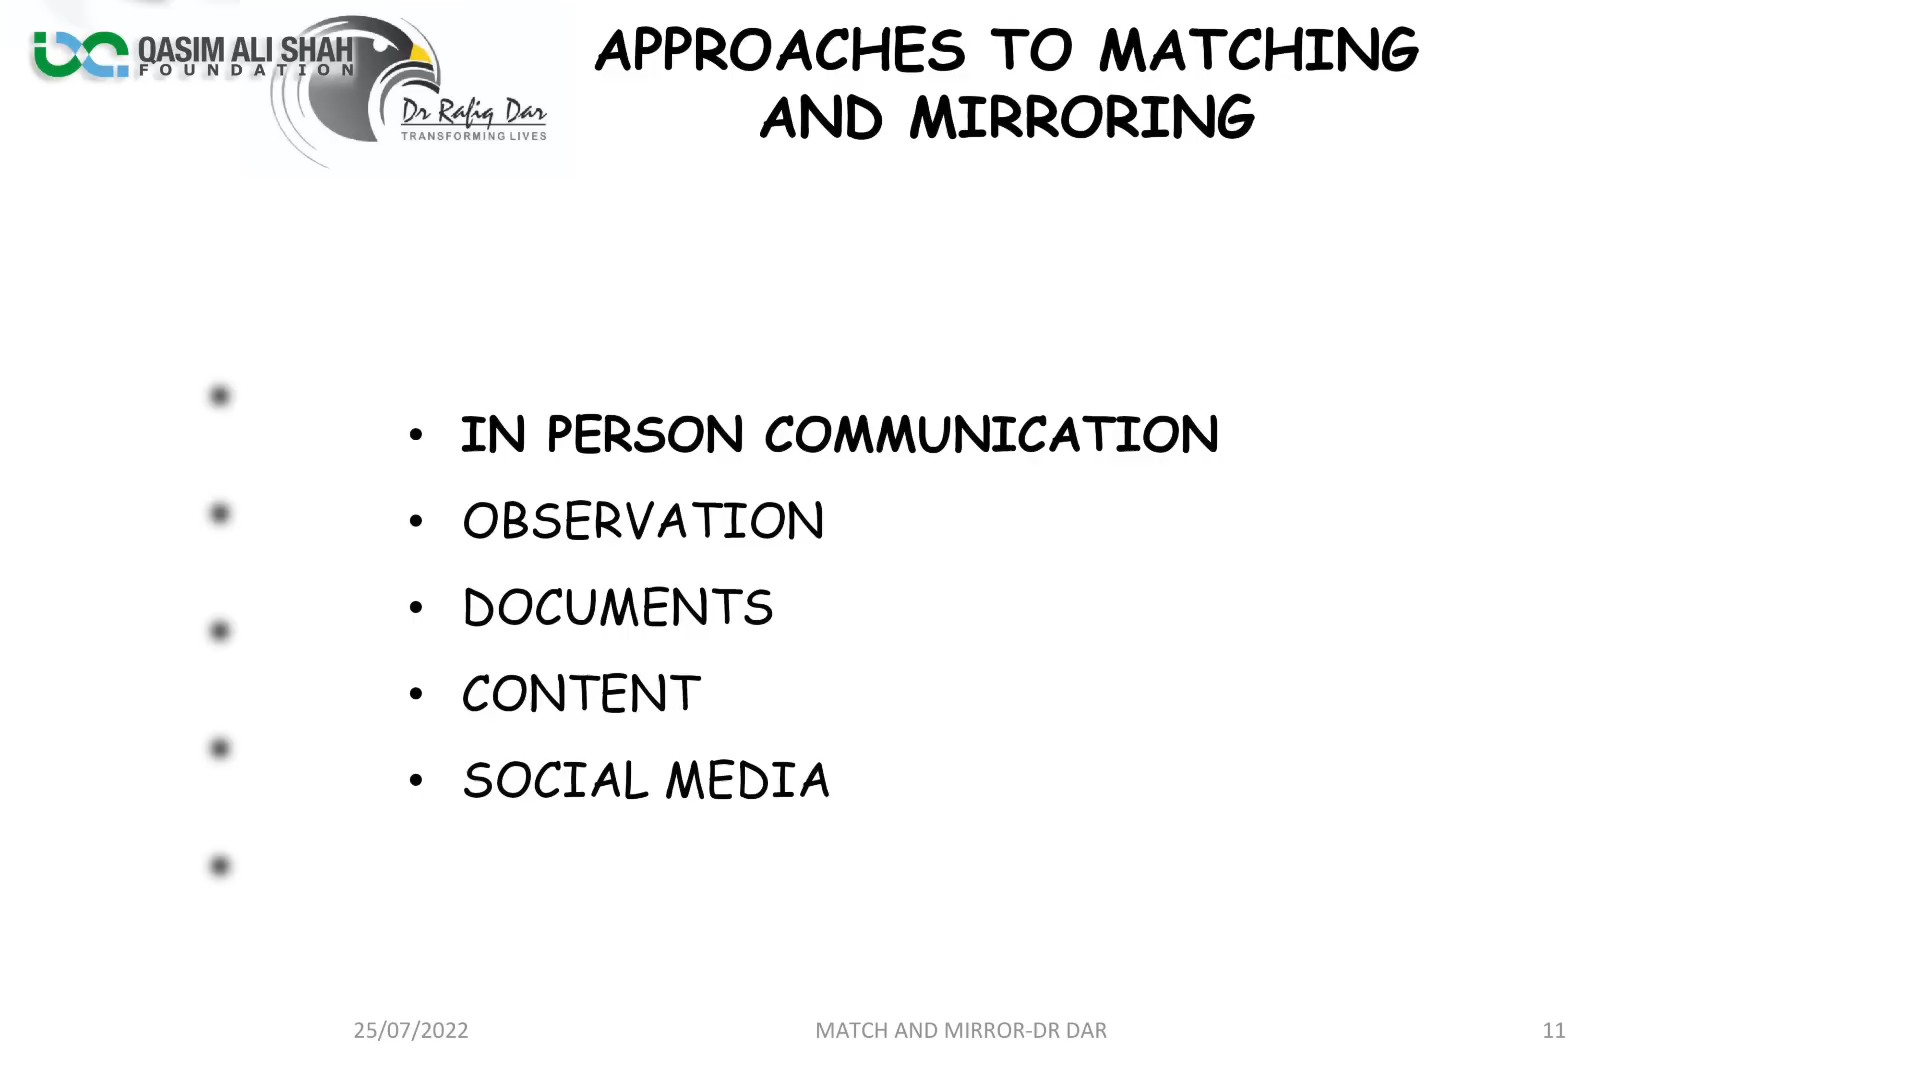 QASIM ALI SHAH
FOUNDATION
Dr Rafiq Dar
TRANSFORMING LIVES
APPROACHES TO MATCHING
AND MIRRORING
• IN PERSON COMMUNICATION
• OBSERVATION
• DOCUMENTS
• CONTENT
• SOCIAL MEDIA
25/07/2022
MATCH AND MIRROR-DR DAR
11